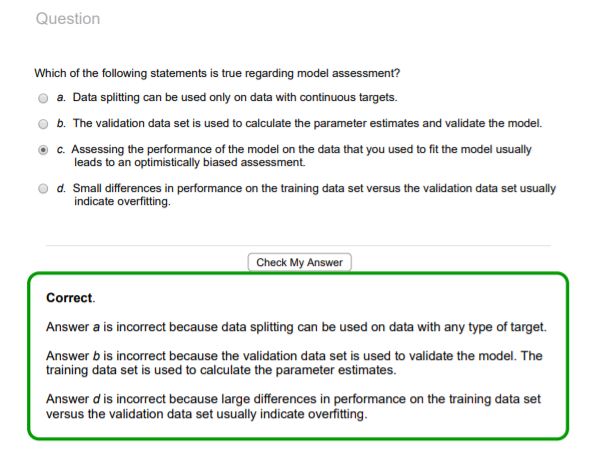 Question
Which of the following statements is true regarding model assessment?
a. Data splitting can be used only on data with continuous targets.
b. The validation data set is used to calculate the parameter estimates and validate the model.
c. Assessing the performance of the model on the data that you used to fit the model usually
leads to an optimistically biased assessment.
d. Small differences in performance on the training data set versus the validation data set usually
indicate overfitting.
Check My Answer
Correct.
Answer a is incorrect because data splitting can be used on data with any type of target.
Answer b is incorrect because the validation data set is used to validate the model. The
training data set is used to calculate the parameter estimates.
Answer d is incorrect because large differences in performance on the training data set
versus the validation data set usually indicate overfitting.